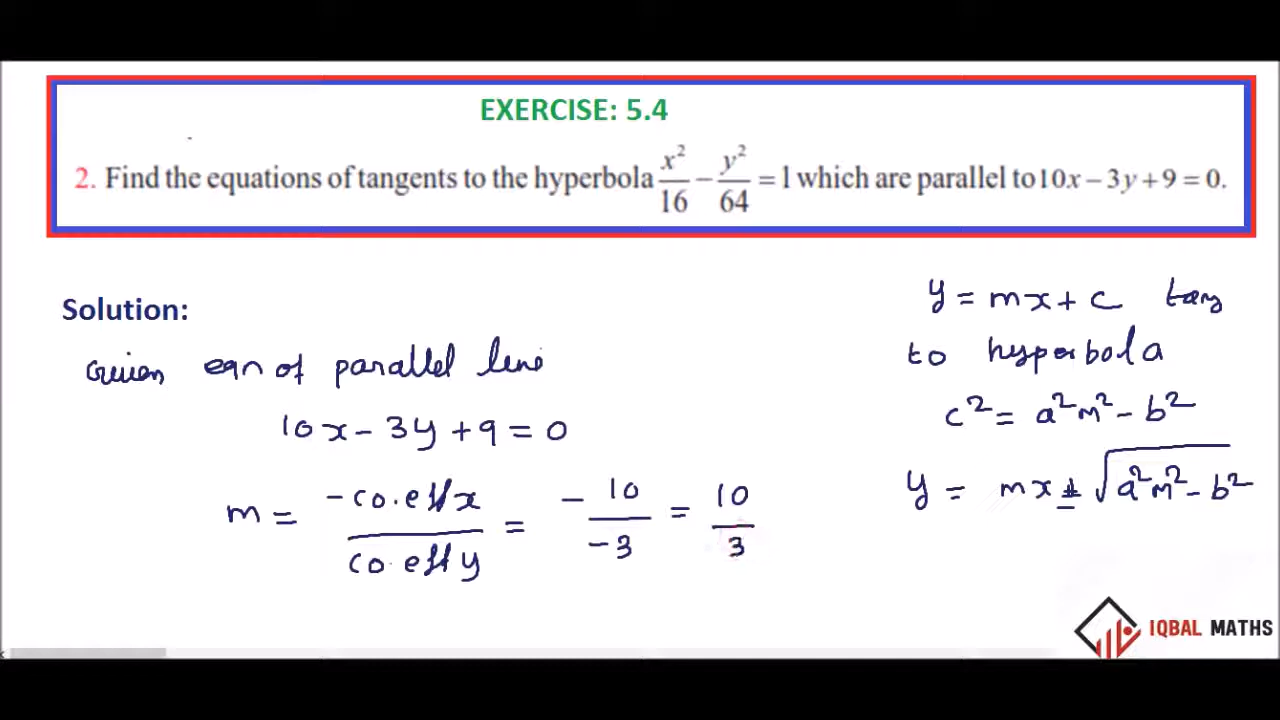 EXERCISE: 5.4
2. Find the equations of tangents to the hyperbola x²/16 − y²/64 = 1 which are parallel to 10x − 3y + 9 = 0.
Solution:
Given eqn of parallel line
10x − 3y + 9 = 0
m = −co.eff x / co.eff y = −10 / −3 = 10/3
y = mx + c tang
to hyperbola
c² = a²m² − b²
y = mx ± √(a²m² − b²)
IQBAL MATHS